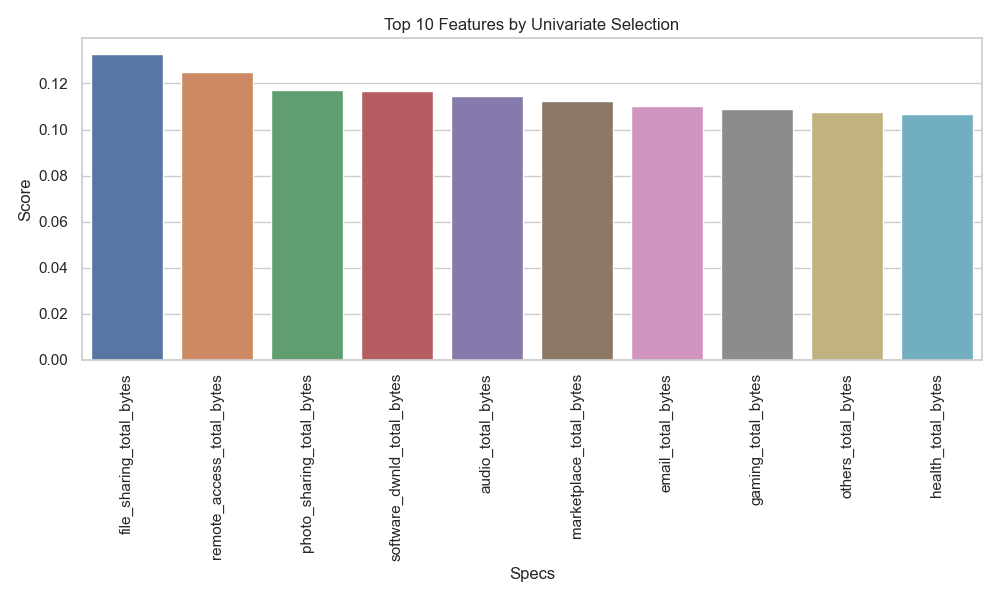 Top 10 Features by Univariate Selection
Score
0.12
0.10
0.08
0.06
0.04
0.02
0.00
file_sharing_total_bytes
remote_access_total_bytes
photo_sharing_total_bytes
software_dwnld_total_bytes
audio_total_bytes
marketplace_total_bytes
email_total_bytes
gaming_total_bytes
others_total_bytes
health_total_bytes
Specs